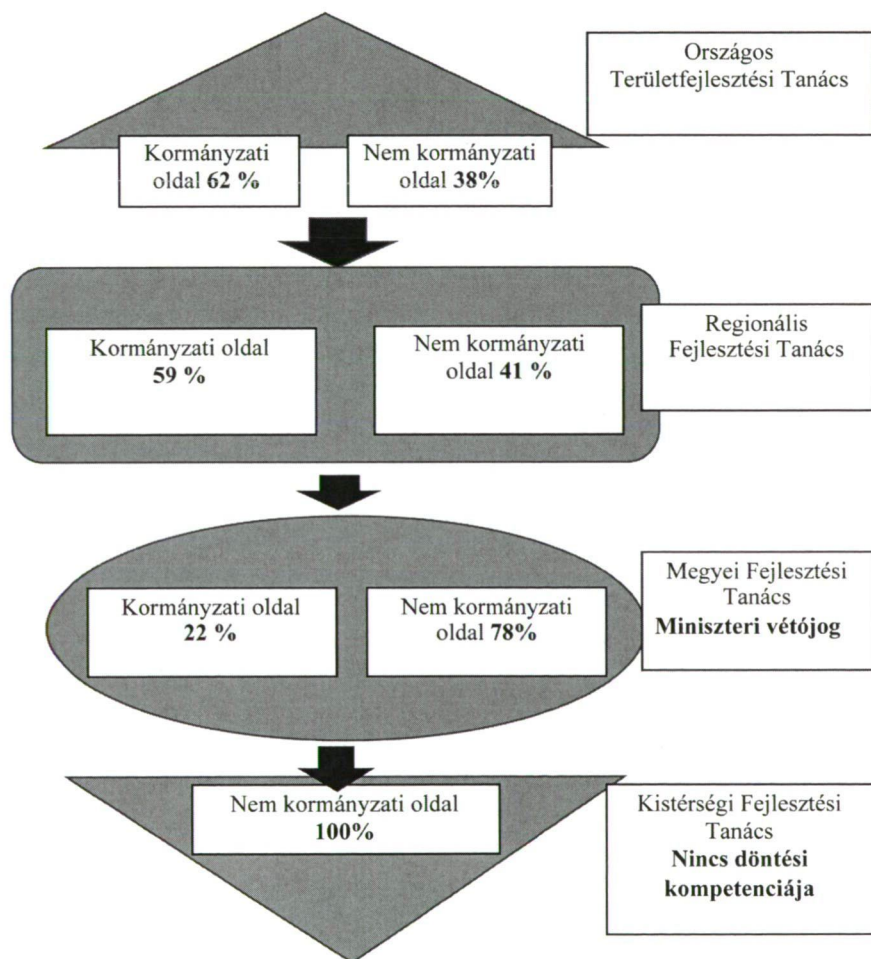 Országos
Területfejlesztési Tanács
Kormányzati
oldal 62 %
Nem kormányzati
oldal 38%
Kormányzati oldal
59 %
Nem kormányzati
oldal 41 %
Regionális
Fejlesztési Tanács
Kormányzati oldal
22 %
Nem kormányzati
oldal 78%
Megyei Fejlesztési
Tanács
Miniszteri vétójog
Nem kormányzati oldal
100%
Kistérségi Fejlesztési
Tanács
Nincs döntési
kompetenciája